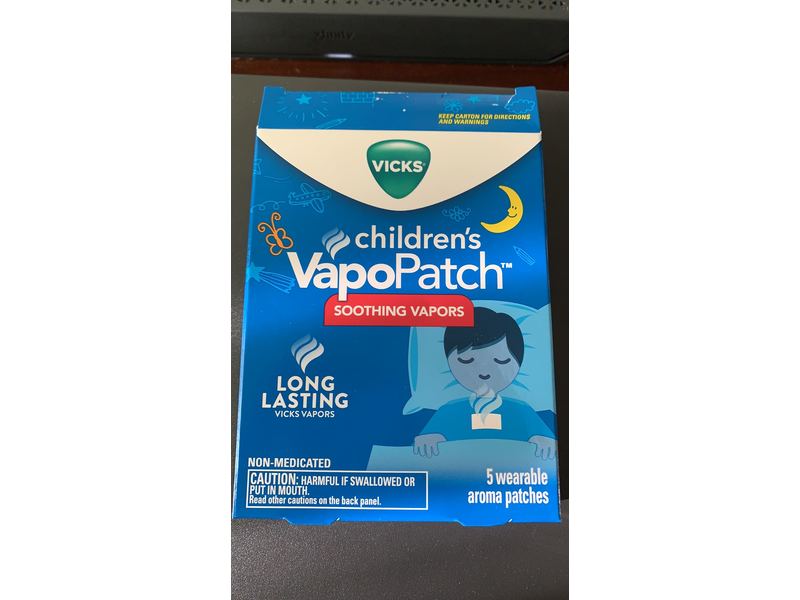 xfinity
KEEP CARTON FOR DIRECTIONS
AND WARNINGS
VICKS®
children's
VapoPatch™
SOOTHING VAPORS
LONG
LASTING
VICKS VAPORS
NON-MEDICATED
CAUTION: HARMFUL IF SWALLOWED OR
PUT IN MOUTH.
Read other cautions on the back panel.
5 wearable
aroma patches